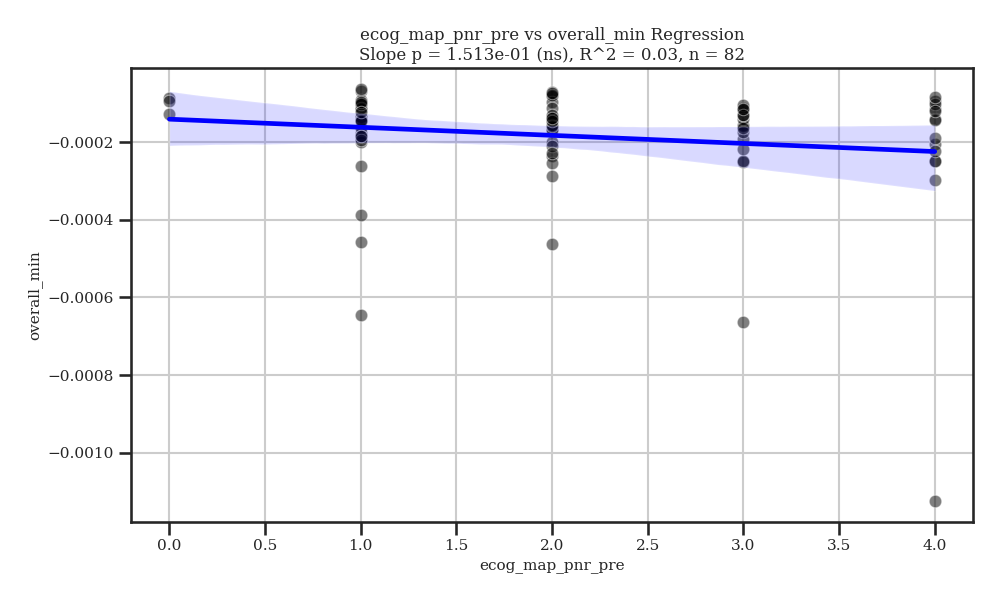 ecog_map_pnr_pre vs overall_min Regression
Slope p = 1.513e-01 (ns), R^2 = 0.03, n = 82
overall_min
−0.0002
−0.0004
−0.0006
−0.0008
−0.0010
0.0 0.5 1.0 1.5 2.0 2.5 3.0 3.5 4.0
ecog_map_pnr_pre